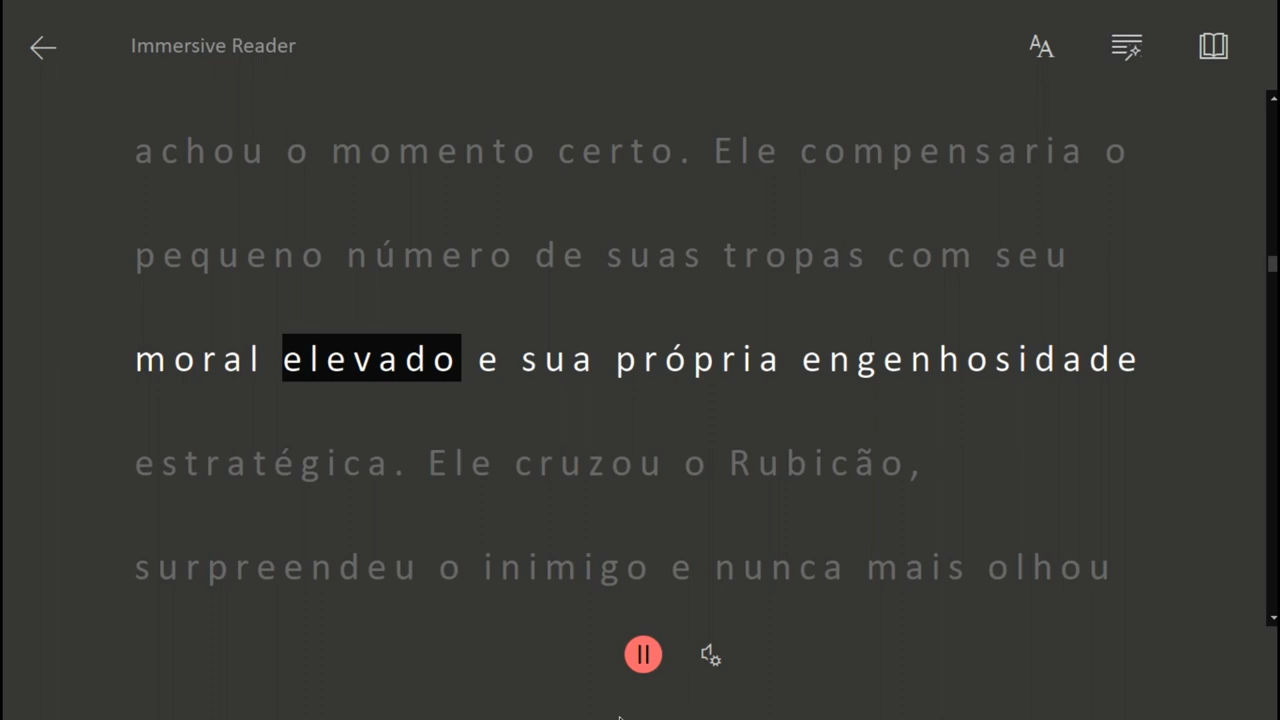 Immersive Reader
achou o momento certo. Ele compensaria o
pequeno número de suas tropas com seu
moral elevado e sua própria engenhosidade
estratégica. Ele cruzou o Rubicão,
surpreendeu o inimigo e nunca mais olhou